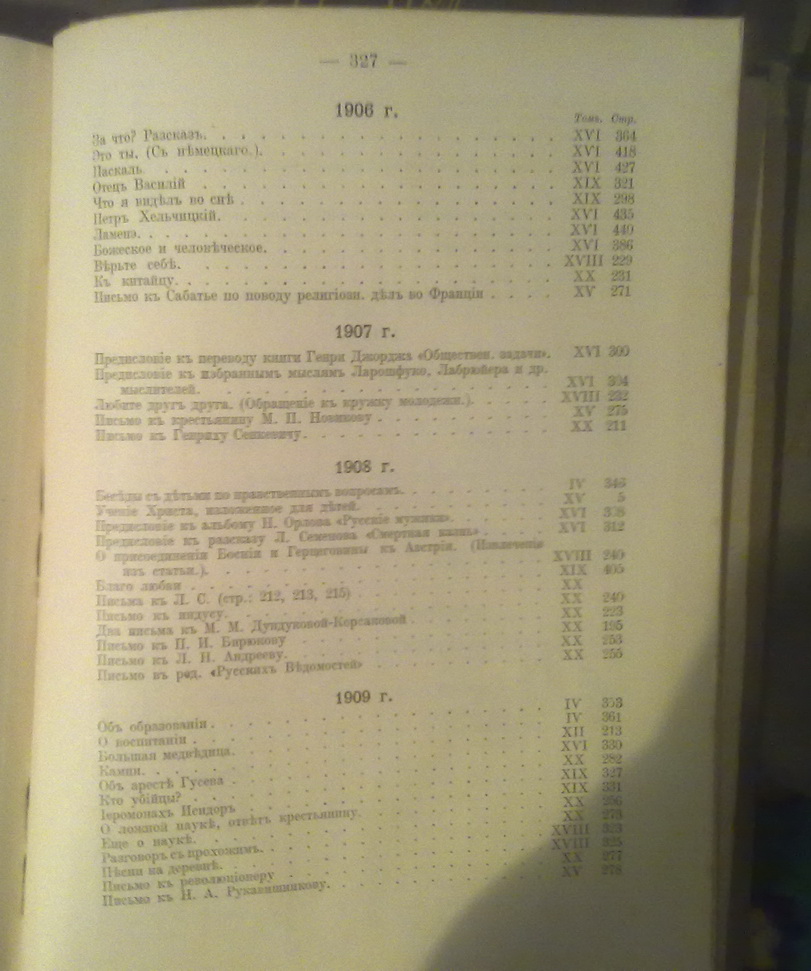 — 327 —
1906 г.
Томъ. Стр.
За что? Разсказъ. XVI 364
Это ты. (Съ нѣмецкаго.). XVI 418
Паскаль. XVI 427
Отецъ Василій XIX 321
Что я видѣлъ во снѣ XIX 298
Петръ Хельчицкій. XVI 435
Ламенэ. XVI 440
Божеское и человѣческое. XVI 386
Вѣрьте себѣ. XVIII 229
Къ китайцу. XX 231
Письмо къ Сабатье по поводу религіозн. дѣлъ во Франціи XV 271
1907 г.
Предисловіе къ переводу книги Генри Джорджа «Обществен. задачи». XVI 300
Предисловіе къ избраннымъ мыслямъ Ларошфуко, Лабрюйера и др.
мыслителей. XVI 304
Любите другъ друга. (Обращеніе къ кружку молодежи.). XVIII 232
Письмо къ крестьянину М. П. Новикову XV 275
Письмо къ Генриху Сенкевичу. XX 211
1908 г.
Бесѣды съ дѣтьми по нравственнымъ вопросамъ. IV 346
Ученіе Христа, изложенное для дѣтей. XV 5
Предисловіе къ альбому Н. Орлова «Русскіе мужики». XVI 308
Предисловіе къ разсказу Л. Семенова «Смертная казнь» XVI 312
О присоединеніи Босніи и Герцеговины къ Австріи. (Извлеченіе
изъ статьи.). XVIII 240
Благо любви XIX 405
Письма къ Л. С. (стр.: 212, 213, 215) XX
Письмо къ индусу. XX 240
Два письма къ М. М. Дундуковой-Корсаковой XX 223
Письмо къ П. И. Бирюкову XX 195
Письмо къ Л. Н. Андрееву. XX 253
Письмо въ ред. «Русскихъ Вѣдомостей» XX 255
1909 г.
Объ образованіи IV 353
О воспитаніи IV 361
Большая медвѣдица. XII 213
Камни. XVI 330
Объ арестѣ Гусева XX 282
Кто убійцы? XIX 327
Іеромонахъ Исидоръ XIX 331
О ложной наукѣ, отвѣтъ крестьянину. XX 286
Еще о наукѣ. XX 273
Разговоръ съ прохожимъ. XVIII 323
Пѣсни на деревнѣ. XVIII 325
Письмо къ революціонеру XX 277
Письмо къ Н. А. Рукавишникову. XV 278